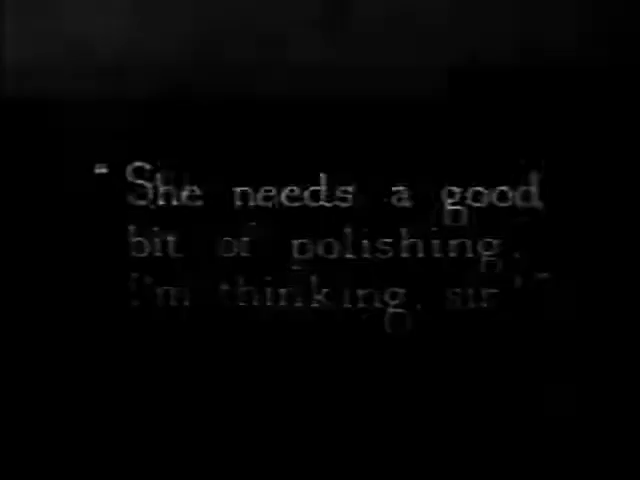 "She needs a good
bit of polishing,
I'm thinking, sir!"